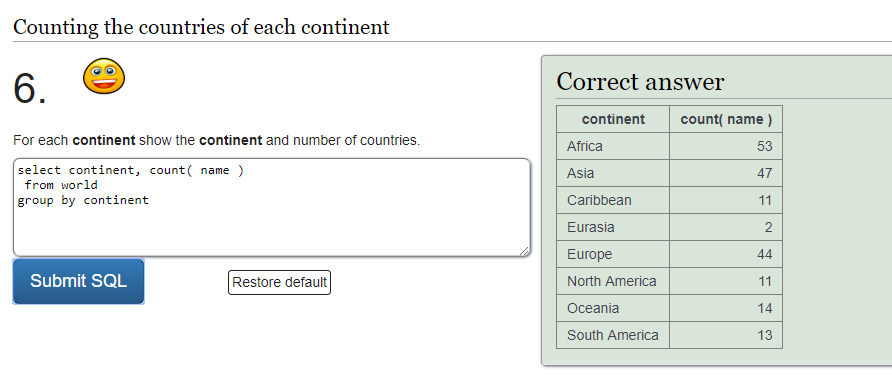 Counting the countries of each continent
6.
For each continent show the continent and number of countries.
select continent, count( name )
from world
group by continent
Submit SQL
Restore default
Correct answer
continent count( name )
Africa 53
Asia 47
Caribbean 11
Eurasia 2
Europe 44
North America 11
Oceania 14
South America 13